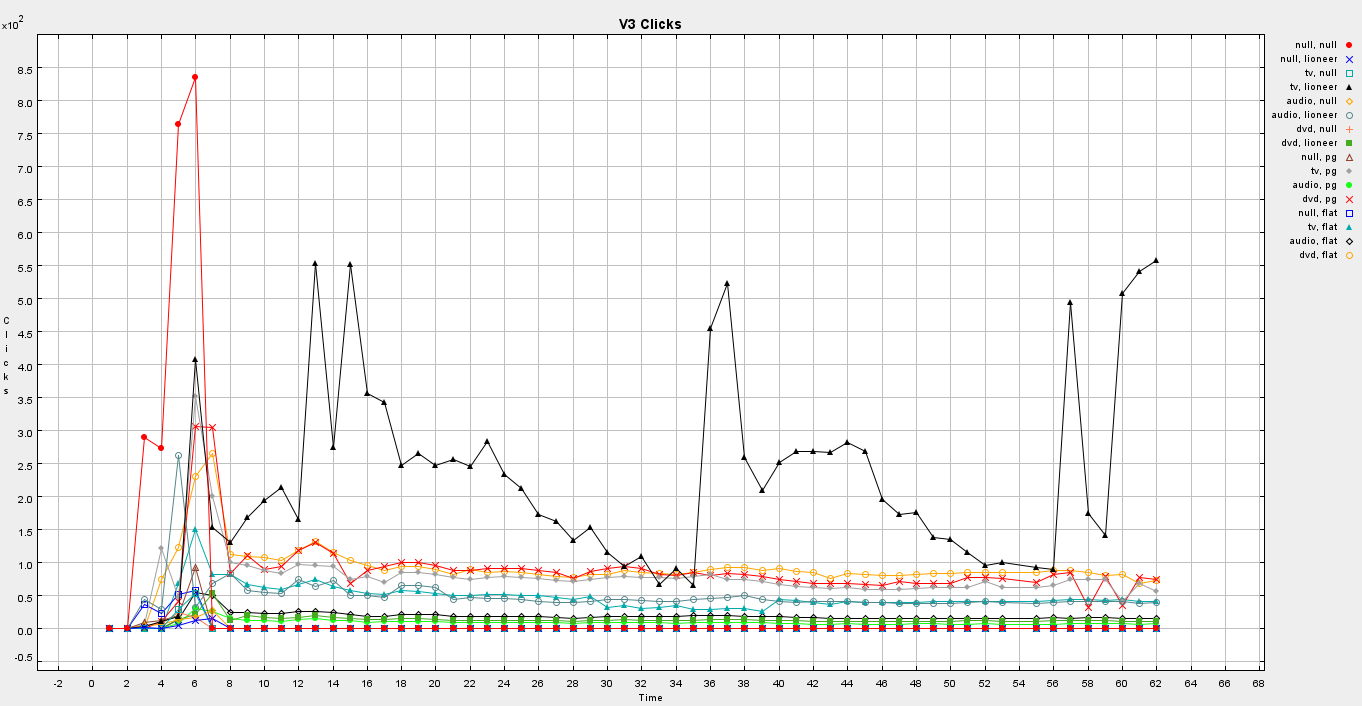 V3 Clicks
x10^2
8.5
8.0
7.5
7.0
6.5
6.0
5.5
5.0
4.5
4.0
3.5
3.0
2.5
2.0
1.5
1.0
0.5
0.0
-0.5
Clicks
-2 0 2 4 6 8 10 12 14 16 18 20 22 24 26 28 30 32 34 36 38 40 42 44 46 48 50 52 54 56 58 60 62 64 66 68
Time
null, null
null, lioneer
tv, null
tv, lioneer
audio, null
audio, lioneer
dvd, null
dvd, lioneer
null, pg
tv, pg
audio, pg
dvd, pg
null, flat
tv, flat
audio, flat
dvd, flat